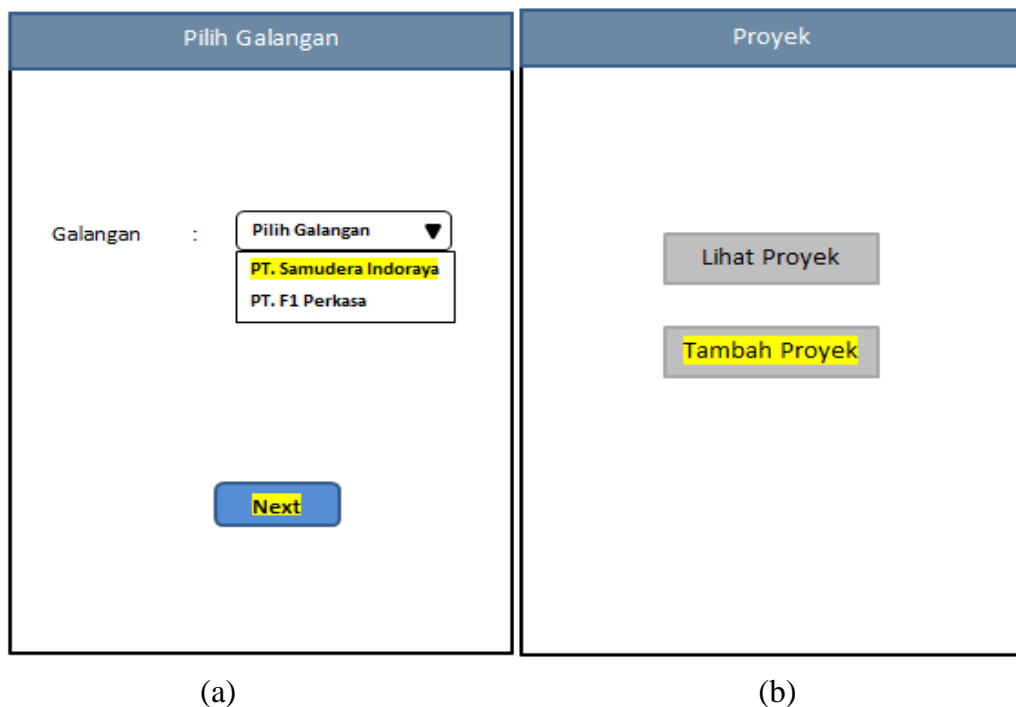 Pilih Galangan
Galangan : Pilih Galangan ▼
PT. Samudera Indoraya
PT. F1 Perkasa
Next
(a)
Proyek
Lihat Proyek
Tambah Proyek
(b)